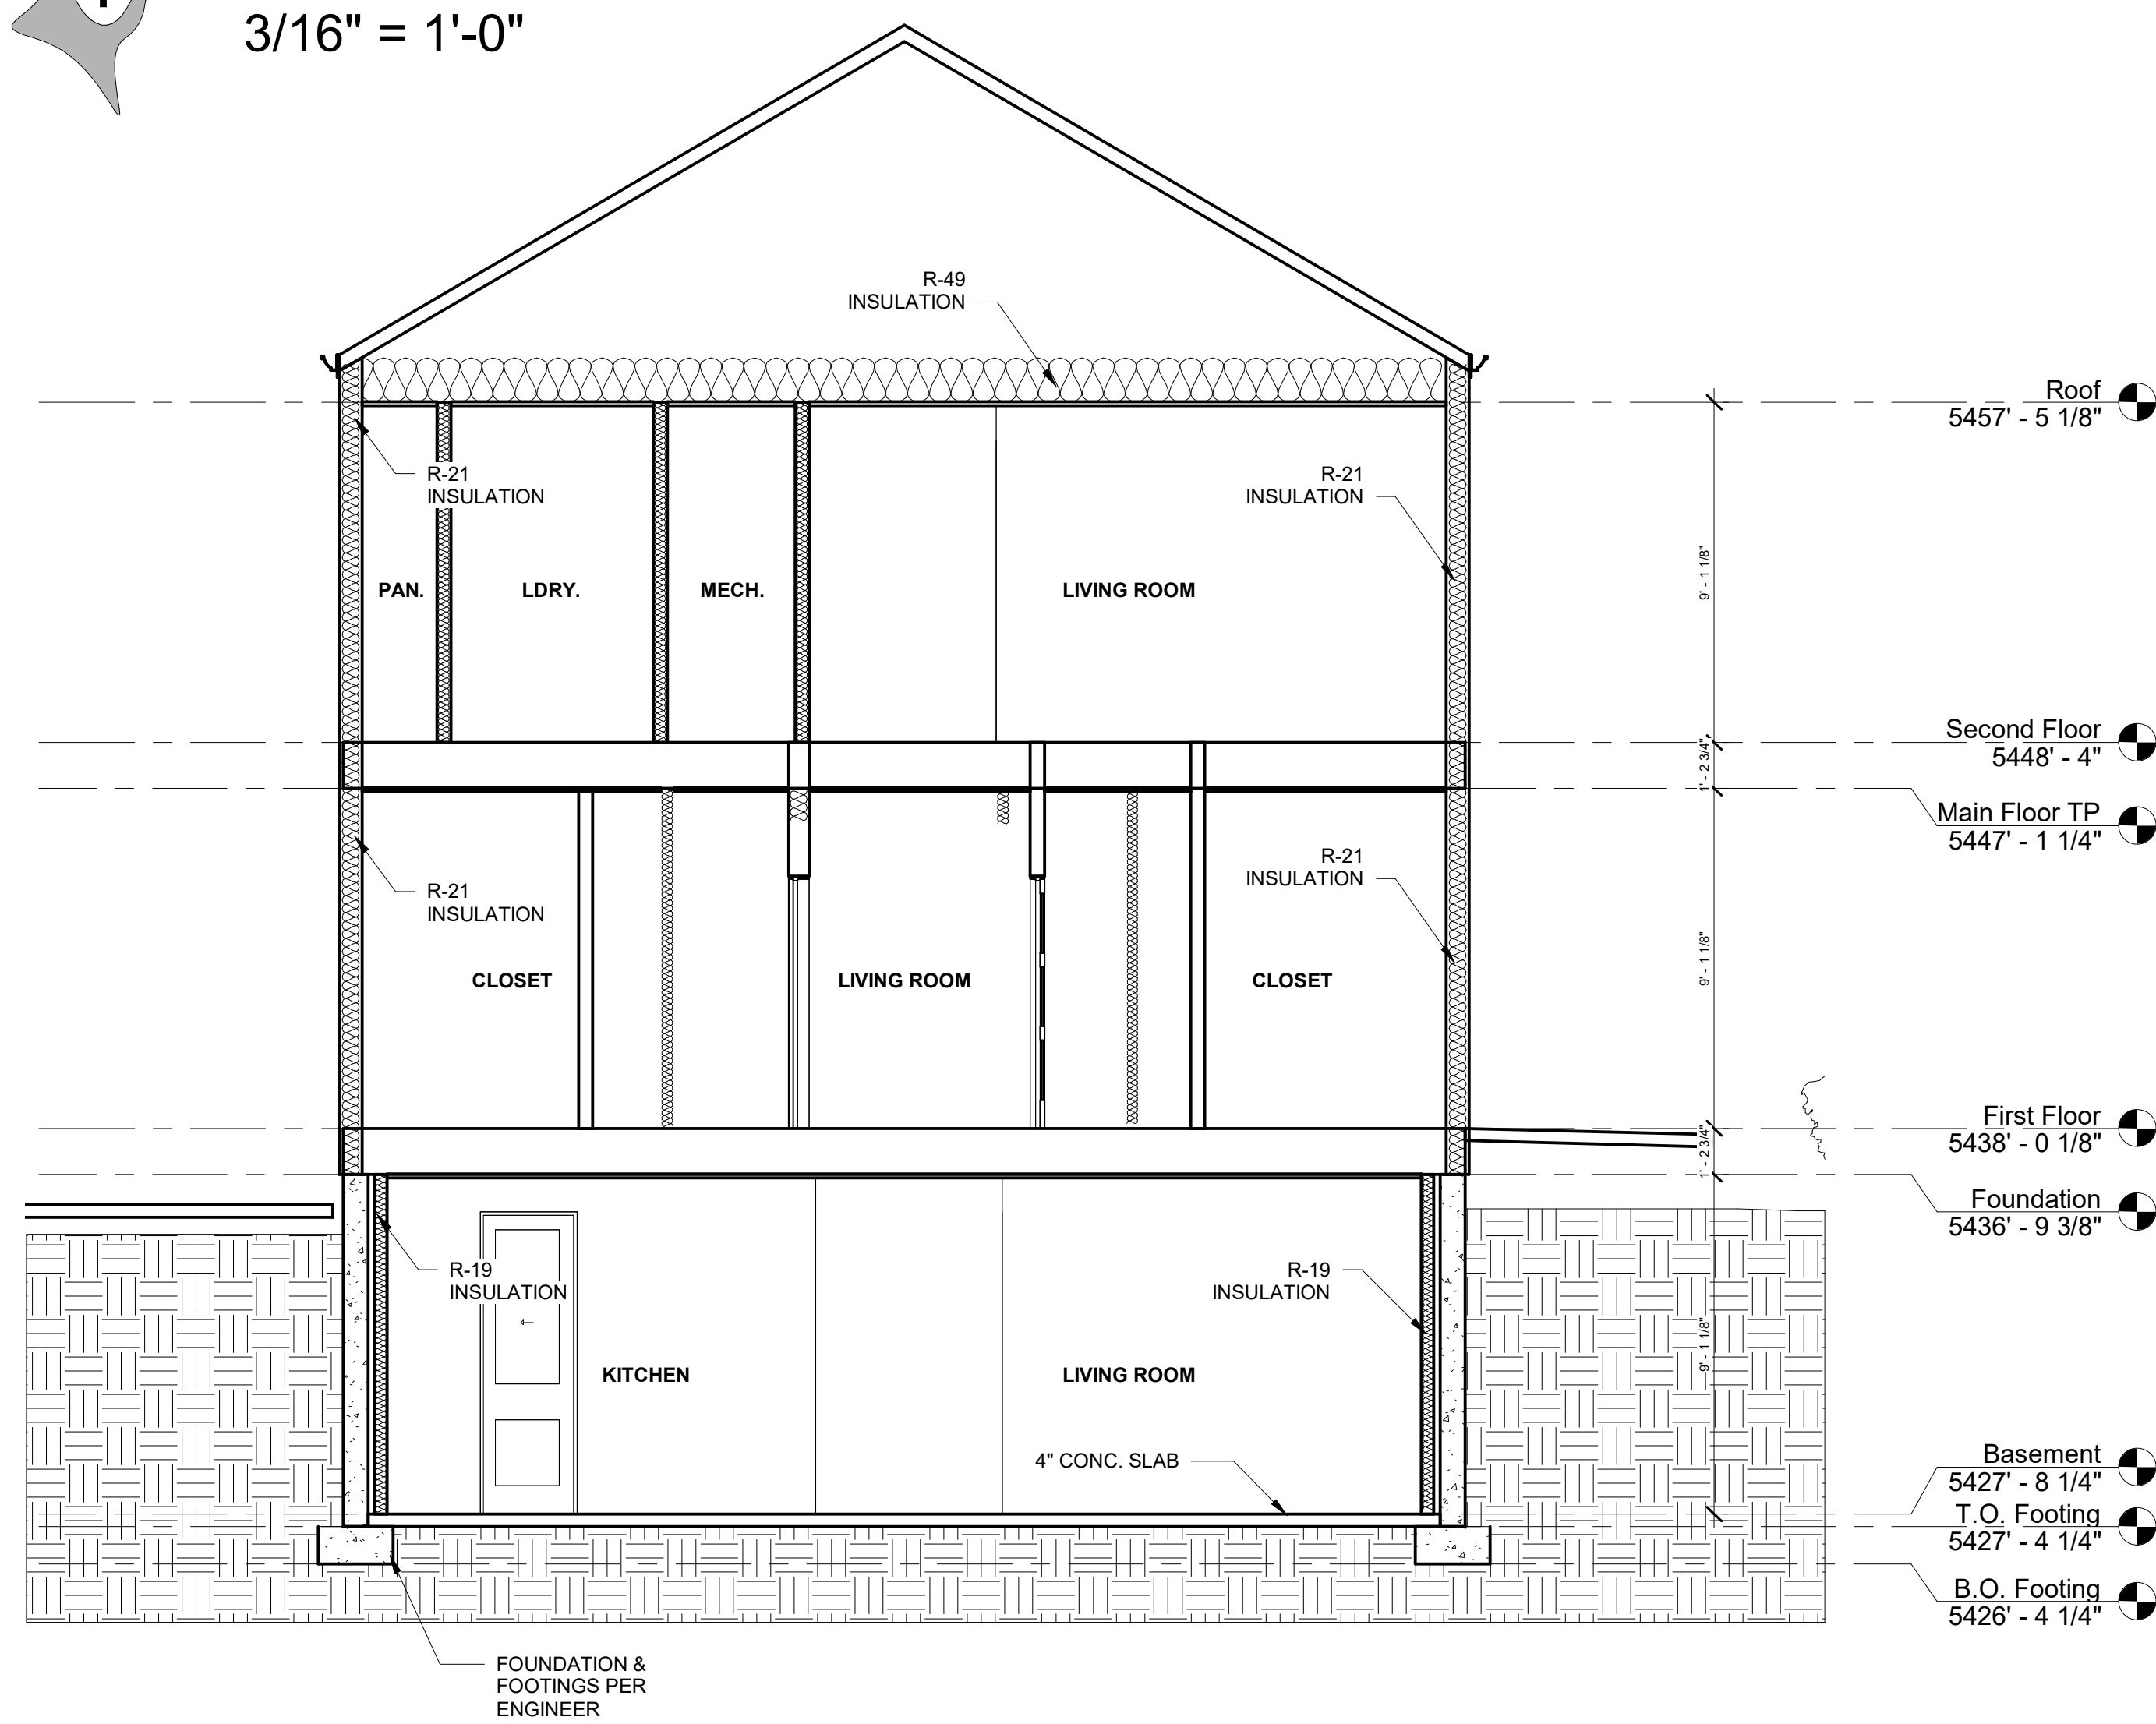 3/16" = 1'-0"
R-49
INSULATION
Roof
5457' - 5 1/8"
R-21
INSULATION
R-21
INSULATION
9' - 1 1/8"
PAN.
LDRY.
MECH.
LIVING ROOM
Second Floor
5448' - 4"
1' - 2 3/4"
Main Floor TP
5447' - 1 1/4"
R-21
INSULATION
R-21
INSULATION
9' - 1 1/8"
CLOSET
LIVING ROOM
CLOSET
First Floor
5438' - 0 1/8"
1' - 2 3/4"
Foundation
5436' - 9 3/8"
R-19
INSULATION
R-19
INSULATION
9' - 1 1/8"
KITCHEN
LIVING ROOM
4" CONC. SLAB
Basement
5427' - 8 1/4"
T.O. Footing
5427' - 4 1/4"
B.O. Footing
5426' - 4 1/4"
FOUNDATION &
FOOTINGS PER
ENGINEER